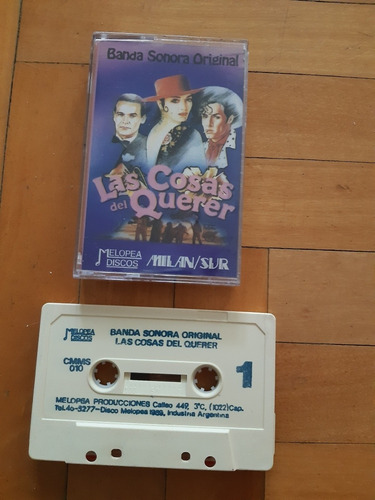 Banda Sonora Original
Las Cosas
del Querer
MELOPEA
DISCOS
MILAN/SUR
MELOPEA
DISCOS
BANDA SONORA ORIGINAL
LAS COSAS DEL QUERER
CMMS
010
1
MELOPEA PRODUCCIONES Callao 449, 3ºC, (1022)Cap.
Tel.40-3277-Disco Melopea 1989, Industria Argentina